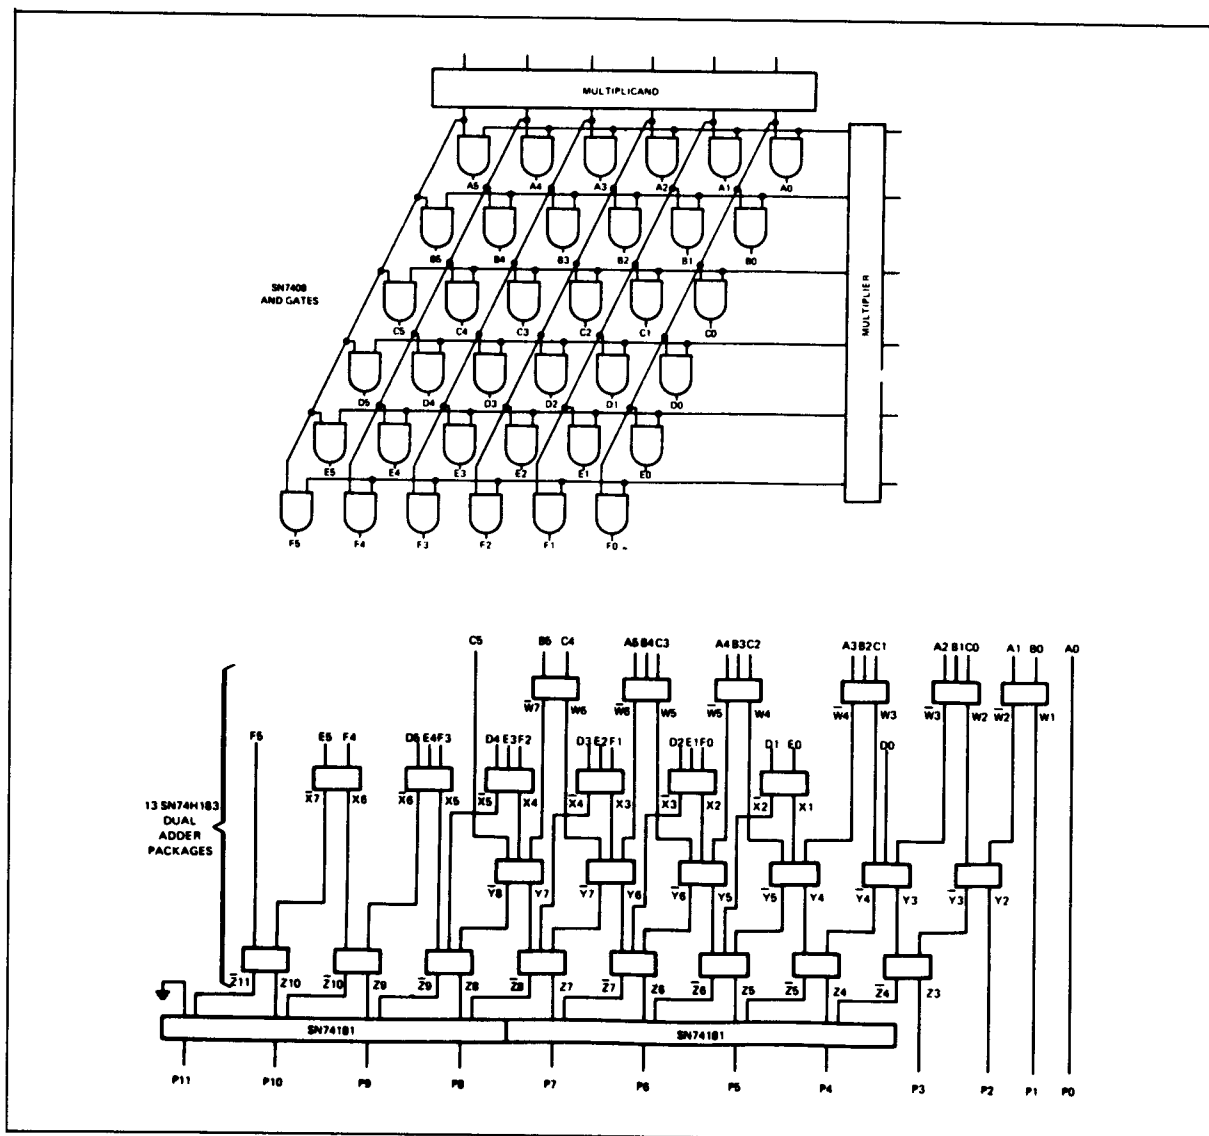 MULTIPLICAND
A5 A4 A3 A2 A1 A0
B5 B4 B3 B2 B1 B0
SN7408
AND GATES
MULTIPLIER
C5 C4 C3 C2 C1 C0
D5 D4 D3 D2 D1 D0
E5 E4 E3 E2 E1 E0
F5 F4 F3 F2 F1 F0
C5 B5 C4 A5 B4 C3 A4 B3 C2 A3 B2 C1 A2 B1 C0 A1 B0 A0
W̅7 W6 W̅6 W5 W̅5 W4 W̅4 W3 W̅3 W2 W̅2 W1
F5 E5 F4 D5 E4 F3 D4 E3 F2 D3 E2 F1 D2 E1 F0 D1 E0 D0
X̅7 X6 X̅6 X5 X̅5 X4 X̅4 X3 X̅3 X2 X̅2 X1
13 SN74H183
DUAL
ADDER
PACKAGES
Y̅8 Y7 Y̅7 Y6 Y̅6 Y5 Y̅5 Y4 Y̅4 Y3 Y̅3 Y2
Z̅11 Z10 Z̅10 Z9 Z̅9 Z8 Z̅8 Z7 Z̅7 Z6 Z̅6 Z5 Z̅5 Z4 Z̅4 Z3
SN74181 SN74181
P11 P10 P9 P8 P7 P6 P5 P4 P3 P2 P1 P0